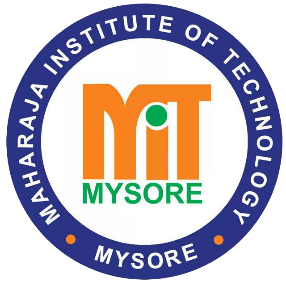 MAHARAJA INSTITUTE OF TECHNOLOGY
MiT
MYSORE
• MYSORE •